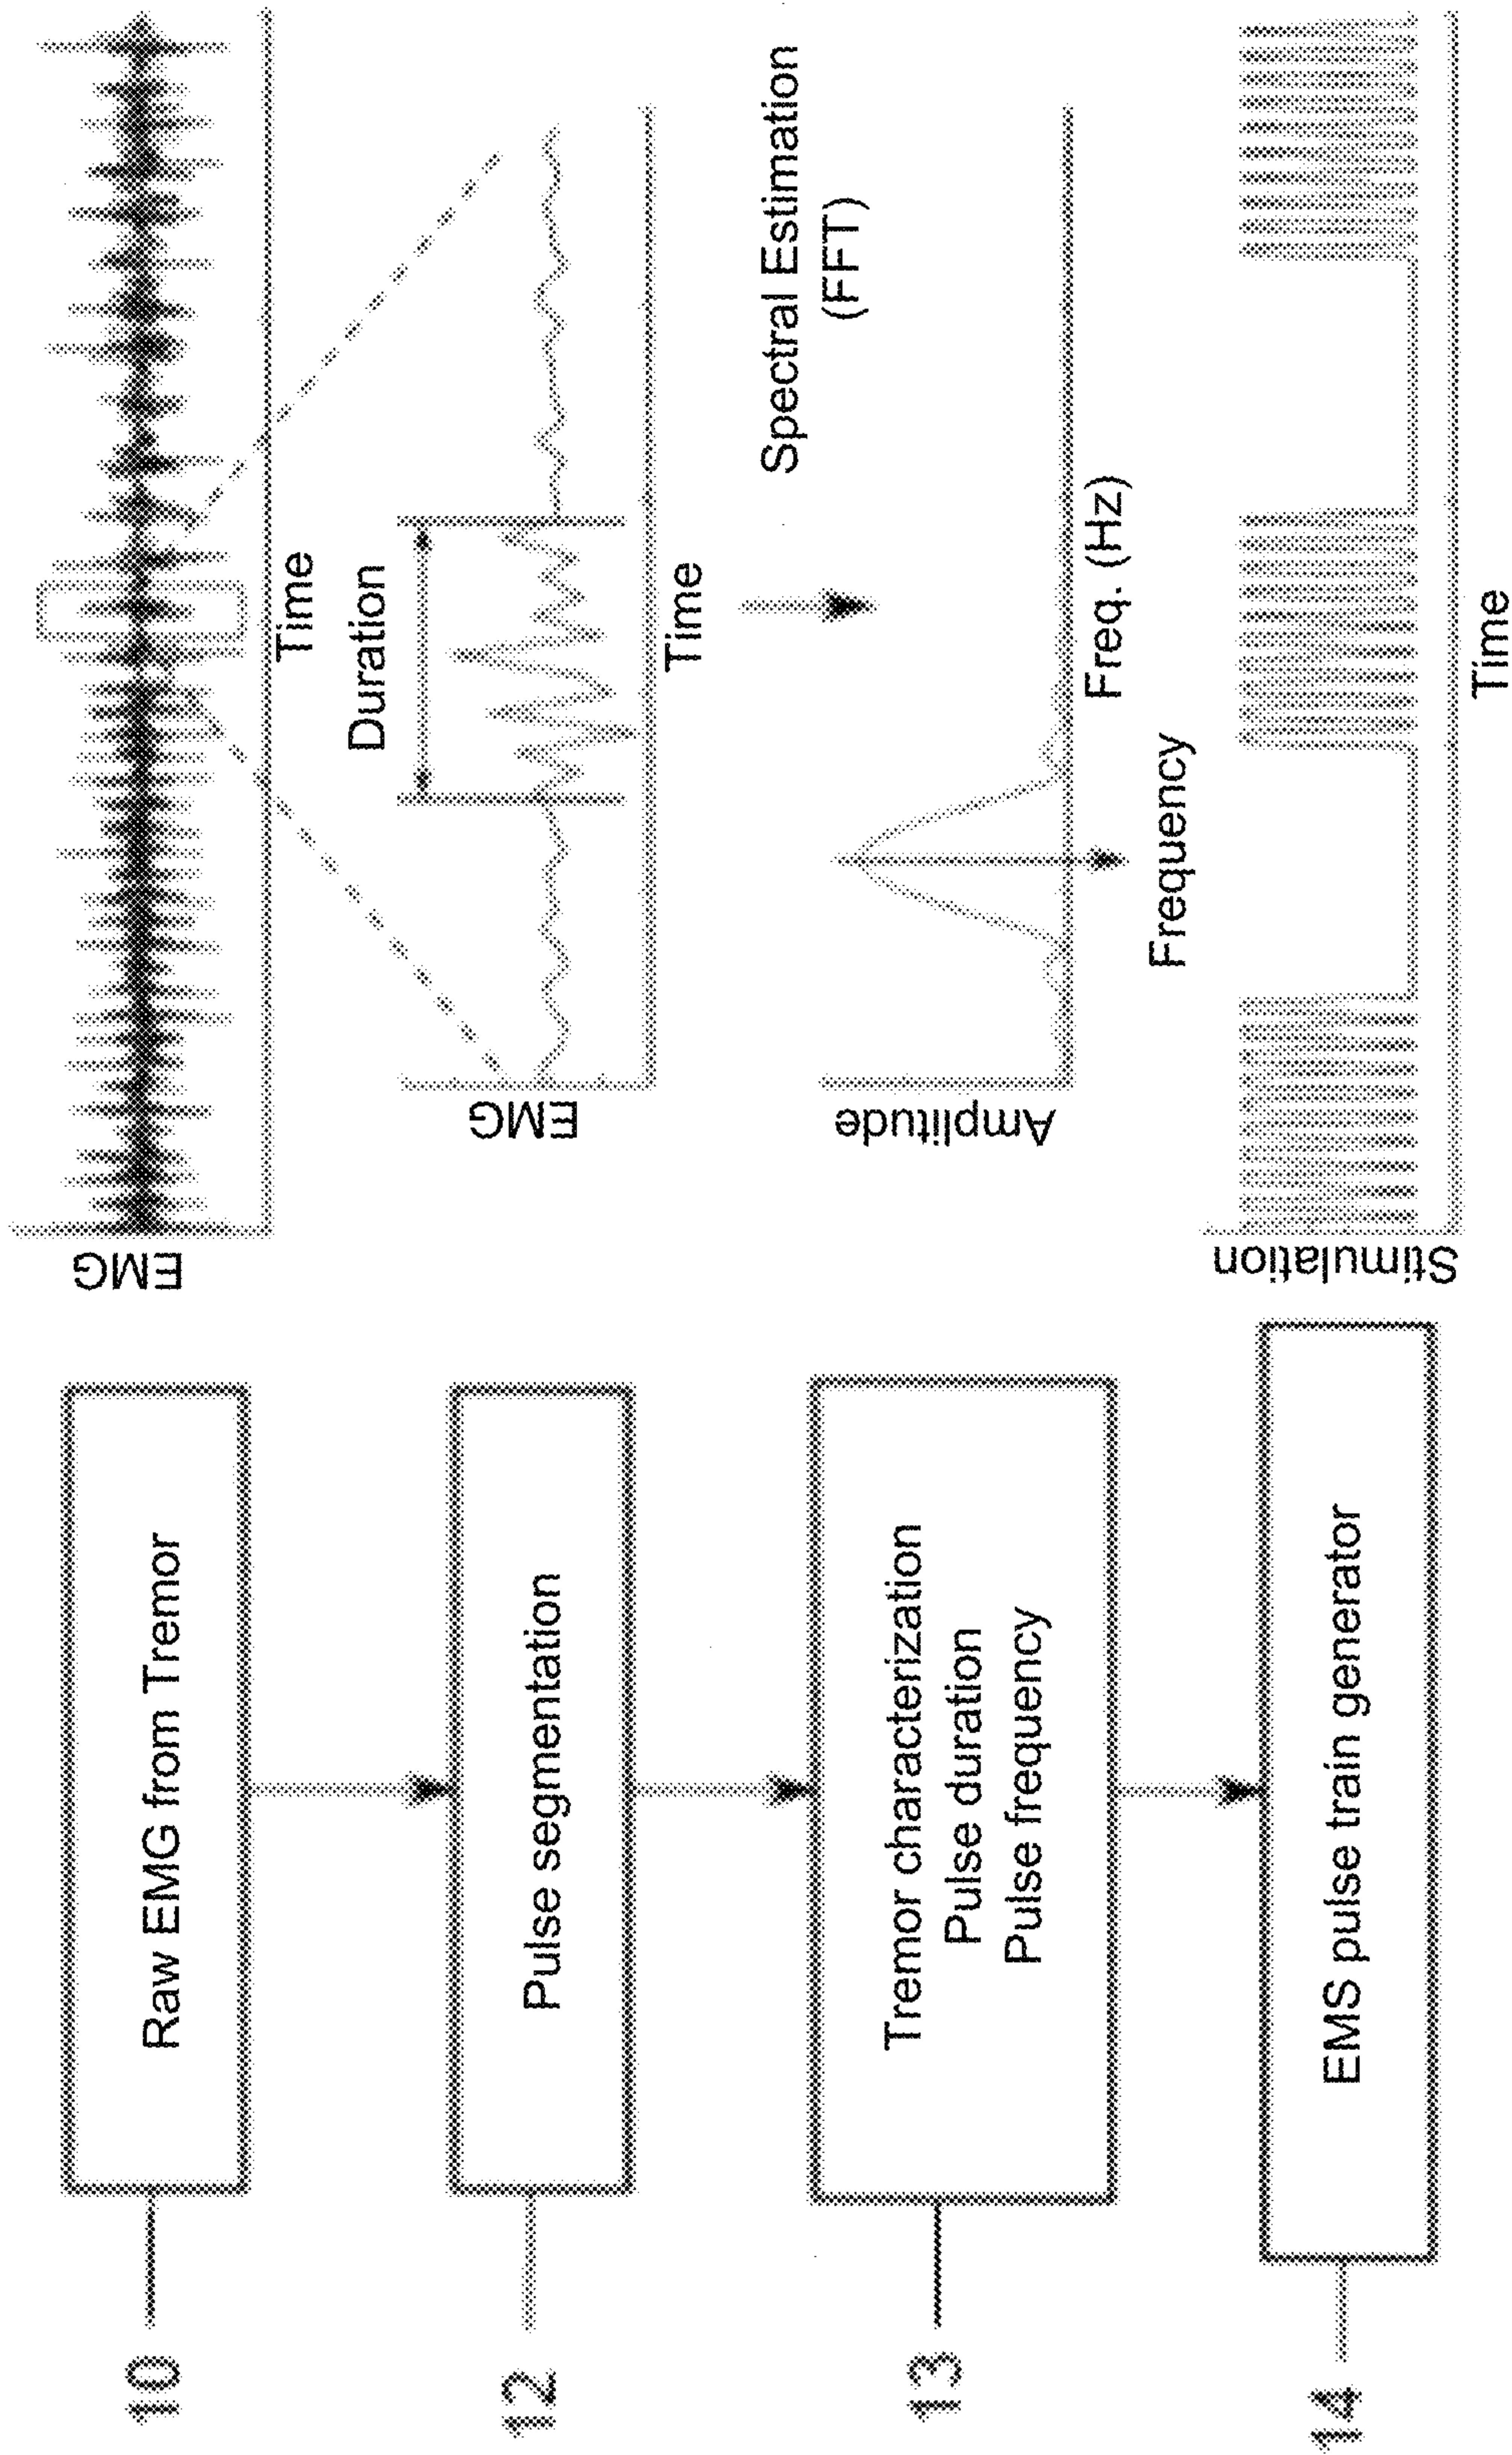 10
Raw EMG from Tremor
EMG
Time
12
Pulse segmentation
Duration
EMG
Time
13
Tremor characterization
Pulse duration
Pulse frequency
Spectral Estimation
(FFT)
Amplitude
Freq. (Hz)
Frequency
14
EMS pulse train generator
Stimulation
Time